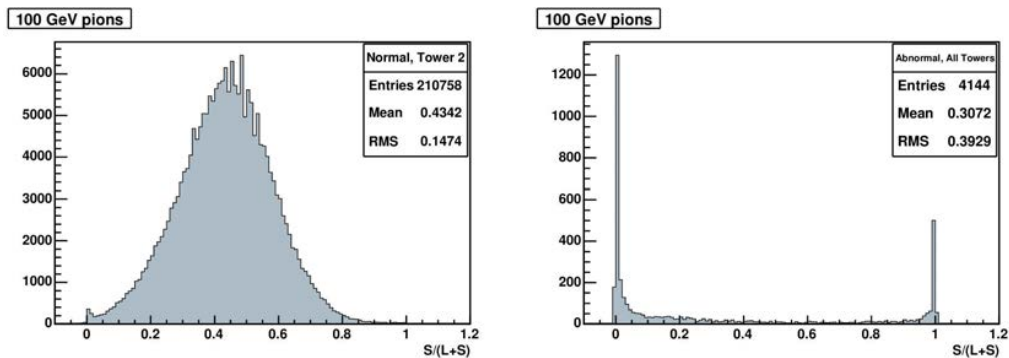 100 GeV pions
Normal, Tower 2
Entries 210758
Mean 0.4342
RMS 0.1474
6000
5000
4000
3000
2000
1000
0
0 0.2 0.4 0.6 0.8 1 1.2
S/(L+S)
100 GeV pions
Abnormal, All Towers
Entries 4144
Mean 0.3072
RMS 0.3929
1200
1000
800
600
400
200
0
0 0.2 0.4 0.6 0.8 1 1.2
S/(L+S)